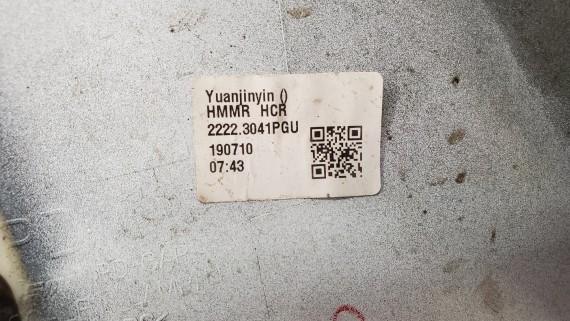 Yuanjinyin ()
HMMR HCR
2222.3041PGU
190710
07:43